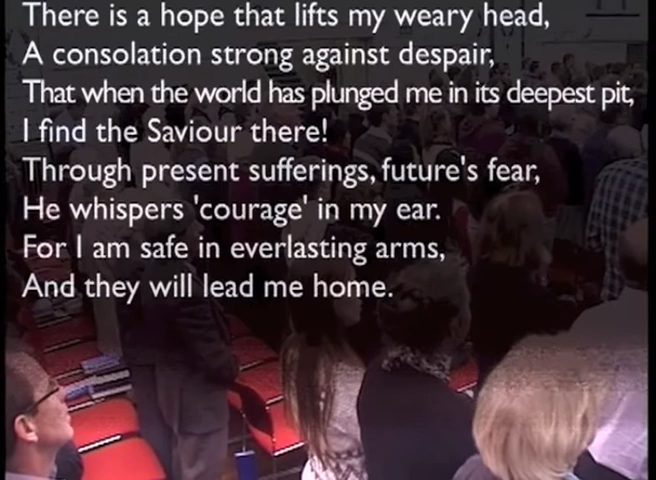 There is a hope that lifts my weary head,
A consolation strong against despair,
That when the world has plunged me in its deepest pit,
I find the Saviour there!
Through present sufferings, future's fear,
He whispers 'courage' in my ear.
For I am safe in everlasting arms,
And they will lead me home.